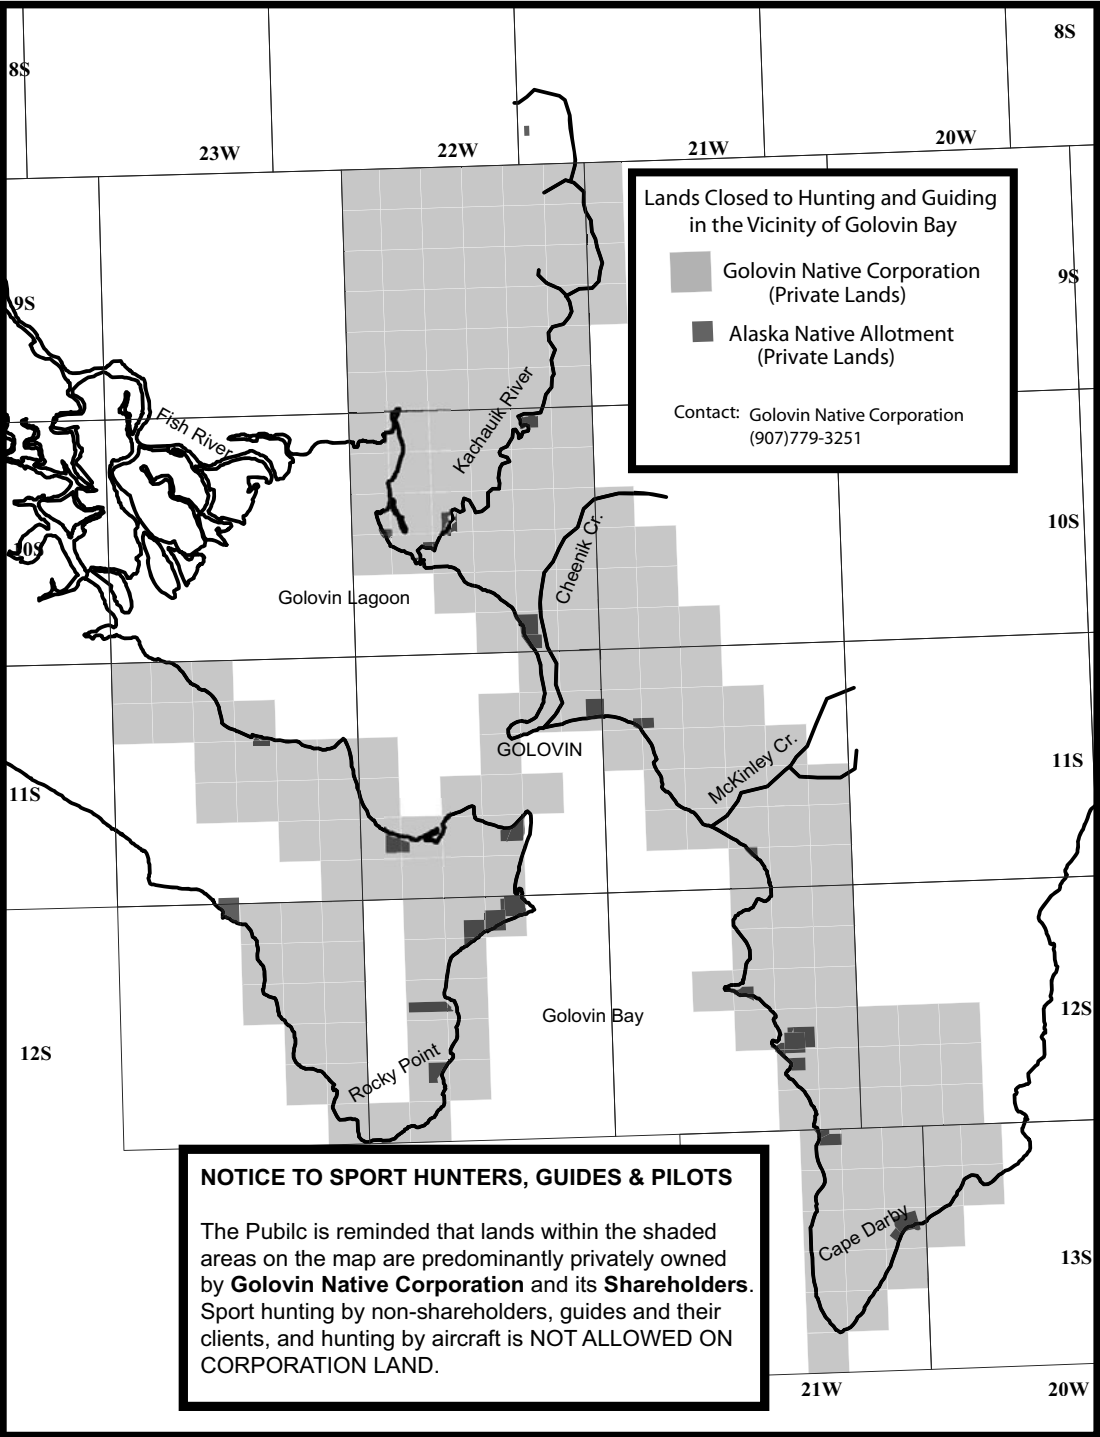 8S
8S
23W
22W
21W
20W
Lands Closed to Hunting and Guiding
in the Vicinity of Golovin Bay
Golovin Native Corporation
(Private Lands)
Alaska Native Allotment
(Private Lands)
Contact: Golovin Native Corporation
(907)779-3251
9S
9S
Fish River
Kachauik River
10S
10S
Cheenik Cr.
Golovin Lagoon
GOLOVIN
McKinley Cr.
11S
11S
Golovin Bay
12S
12S
Rocky Point
Cape Darby
13S
21W
20W
NOTICE TO SPORT HUNTERS, GUIDES & PILOTS
The Pubilc is reminded that lands within the shaded
areas on the map are predominantly privately owned
by Golovin Native Corporation and its Shareholders.
Sport hunting by non-shareholders, guides and their
clients, and hunting by aircraft is NOT ALLOWED ON
CORPORATION LAND.